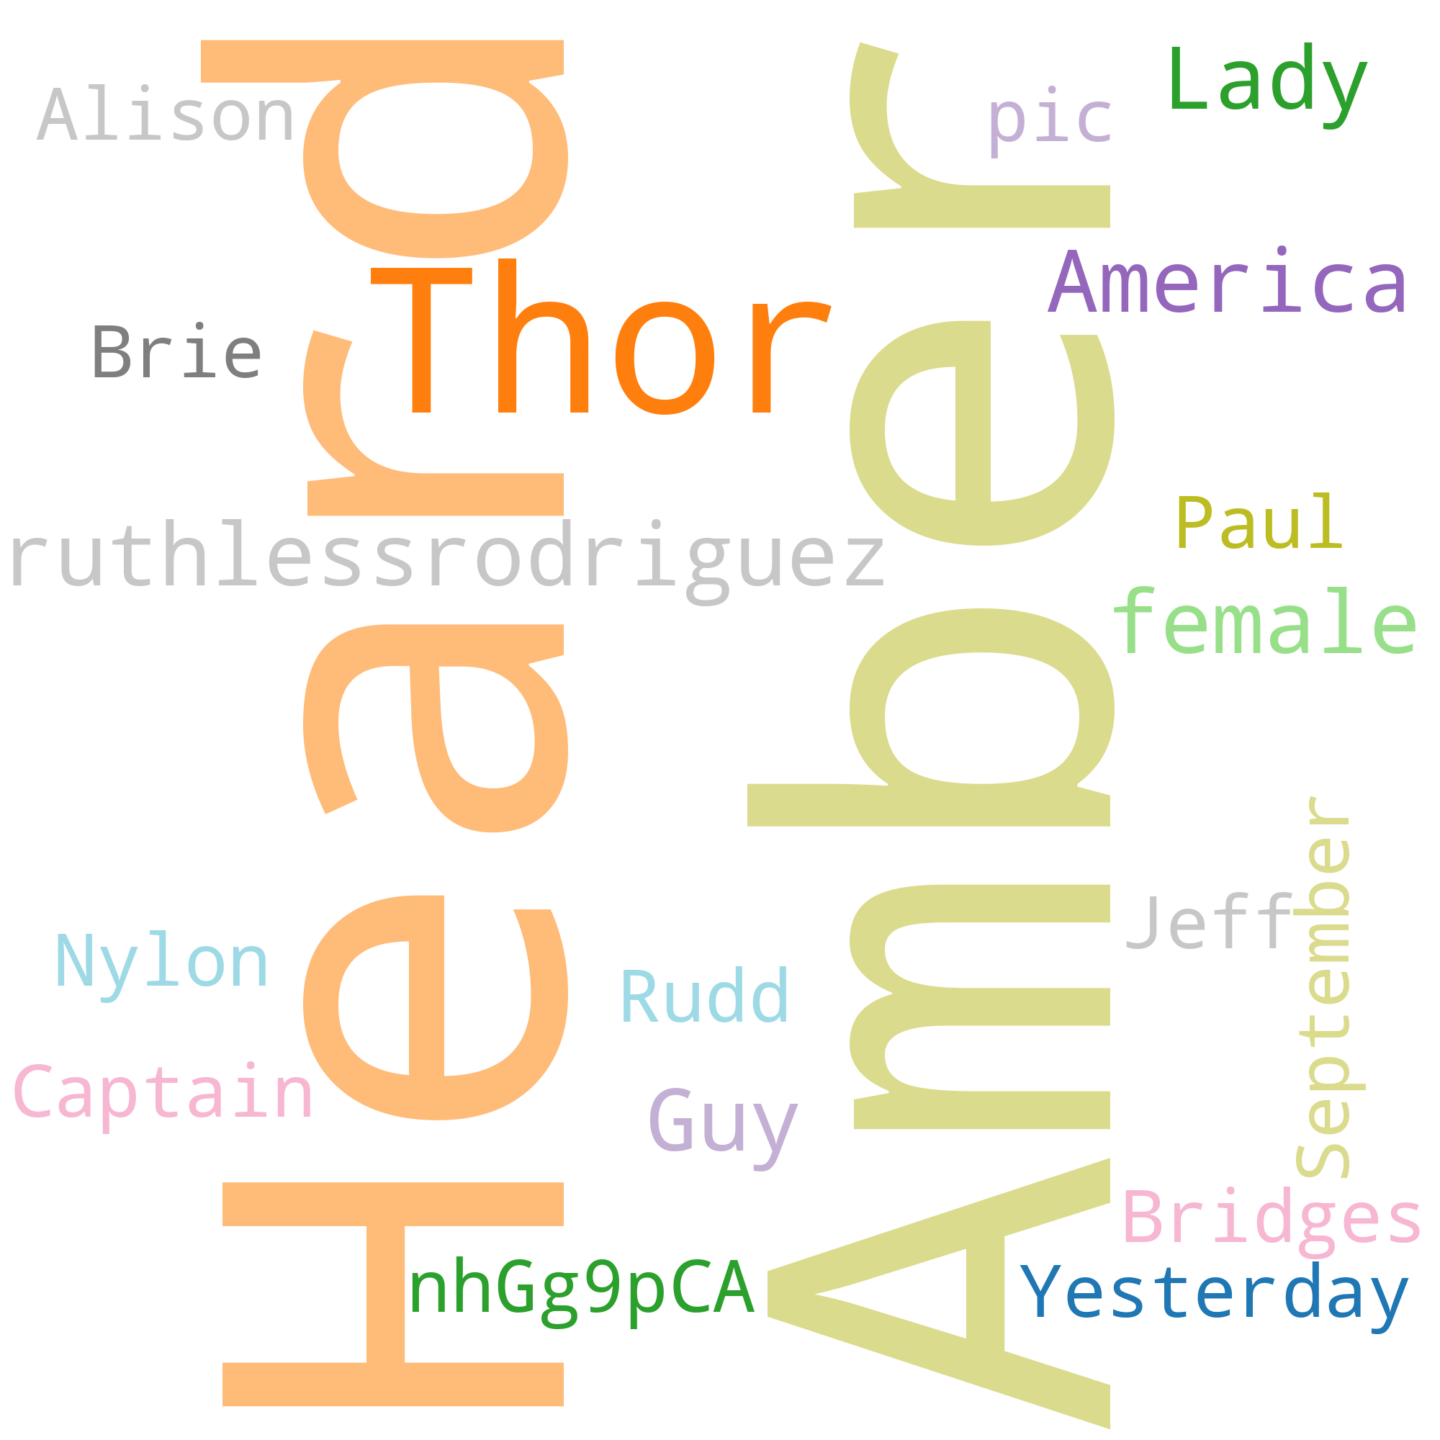 Heard
Amber
Thor
Lady
pic
Alison
America
Brie
Paul
ruthlessrodriguez
female
September
Jeff
Nylon
Rudd
Captain
Guy
Bridges
nhGg9pCA
Yesterday